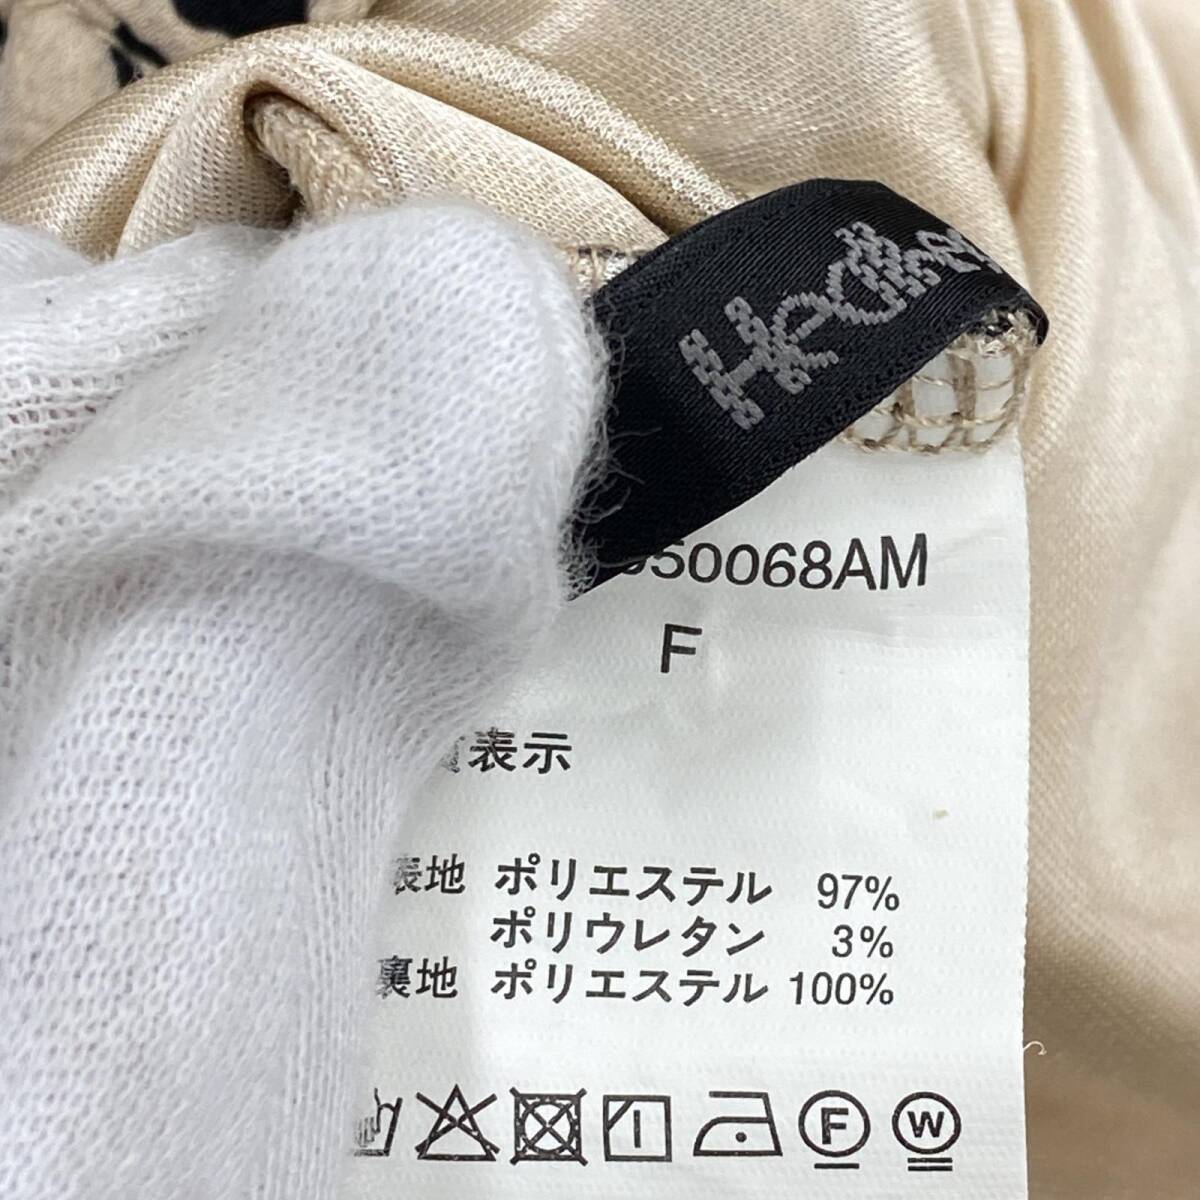 50068AM
F
表示
表地 ポリエステル 97%
ポリウレタン 3%
裏地 ポリエステル 100%
F
W